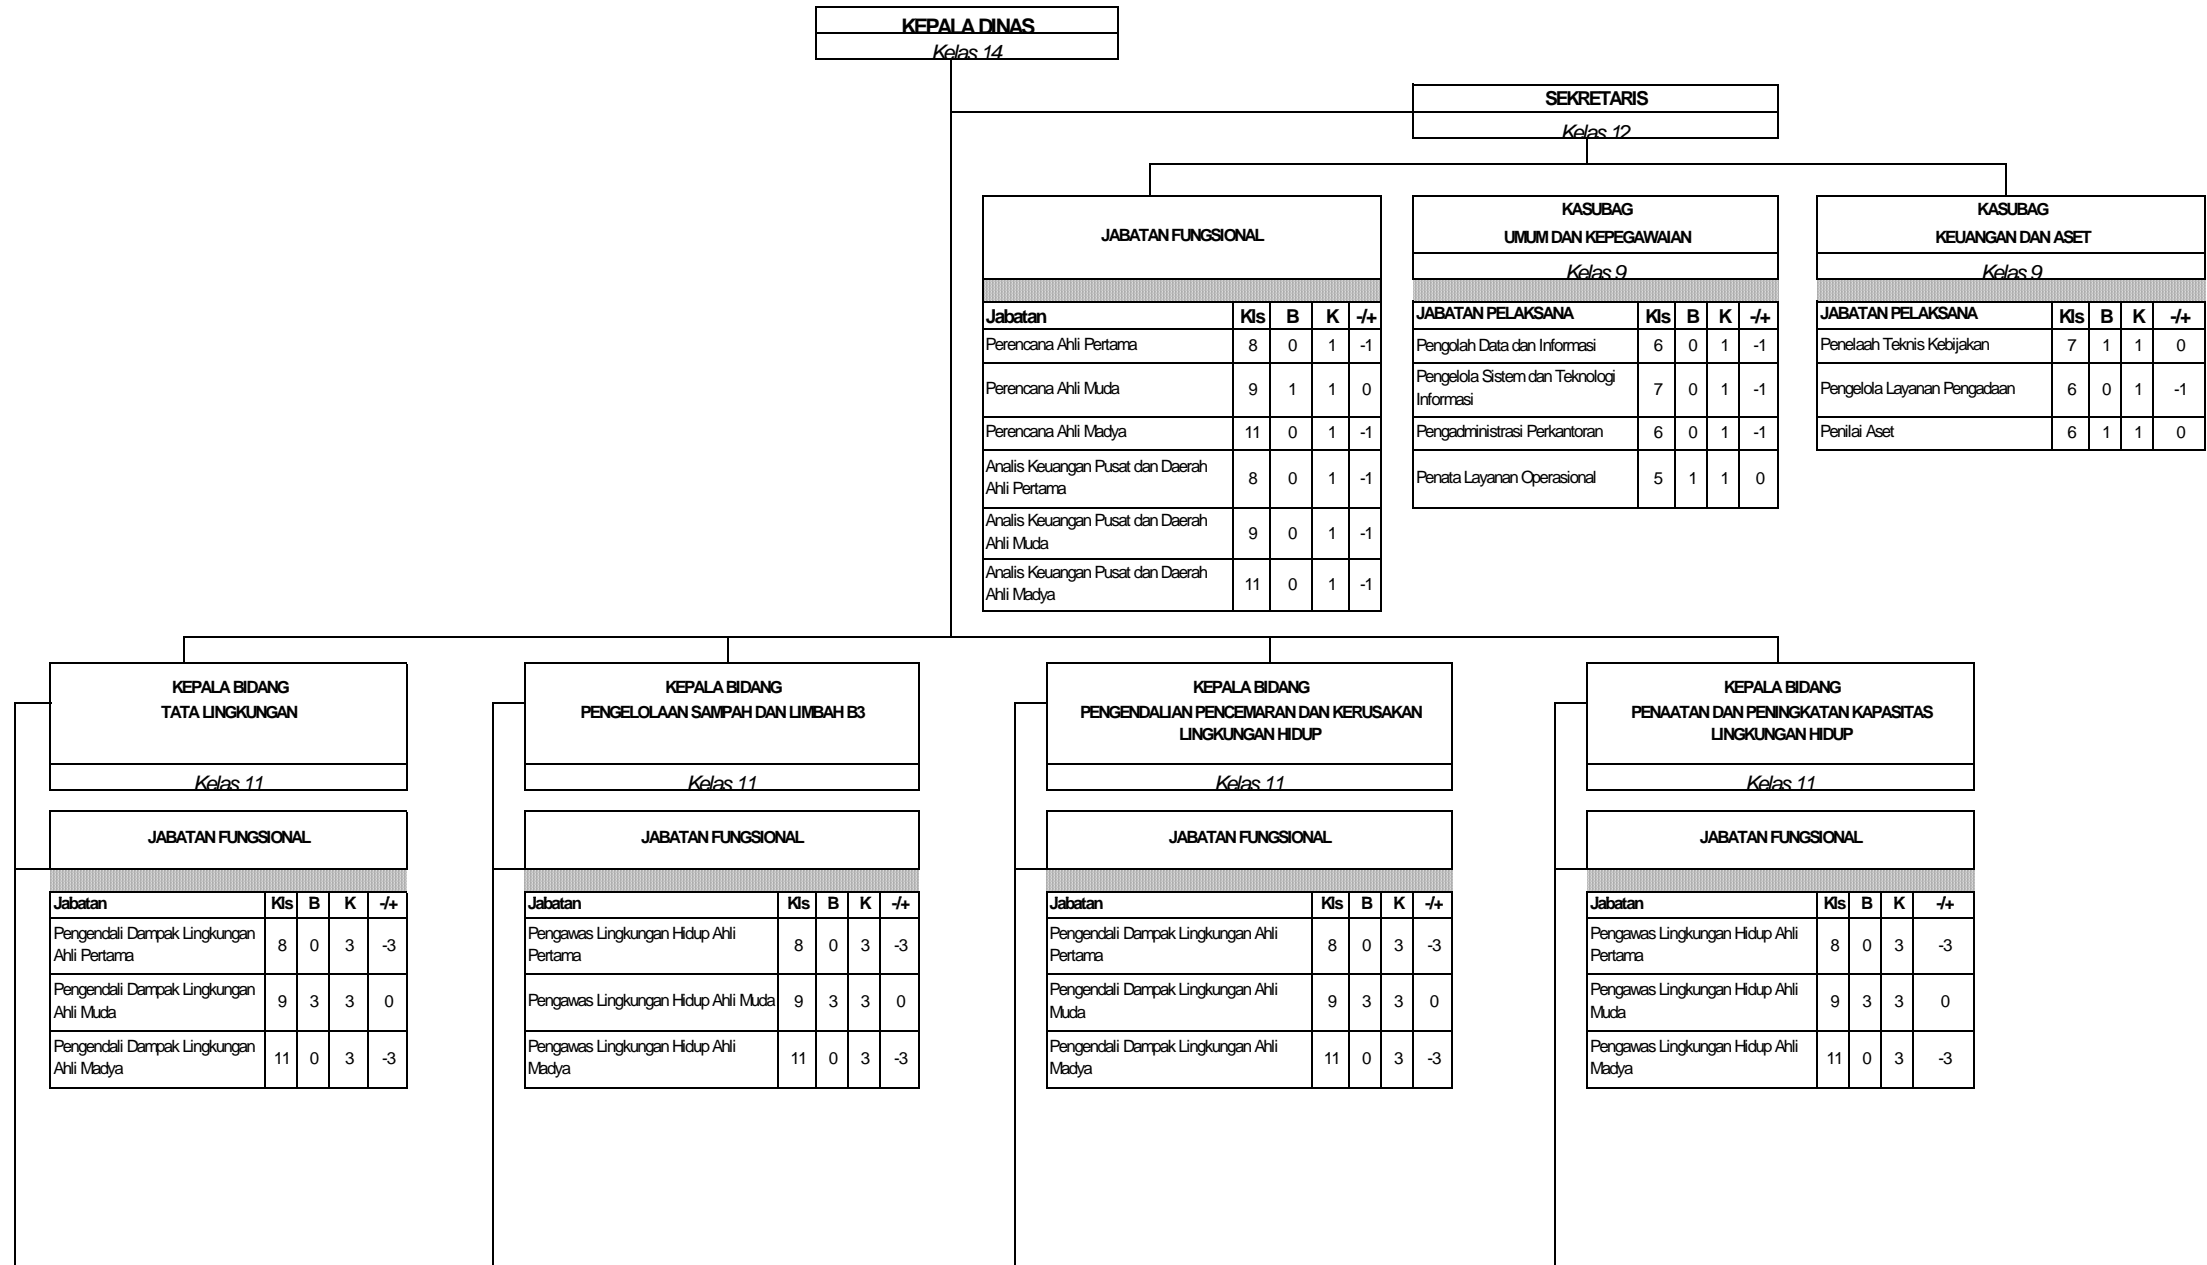 KEPALA DINAS
Kelas 14
SEKRETARIS
Kelas 12
JABATAN FUNGSIONAL
Jabatan Kls B K -/+
Perencana Ahli Pertama 8 0 1 -1
Perencana Ahli Muda 9 1 1 0
Perencana Ahli Madya 11 0 1 -1
Analis Keuangan Pusat dan Daerah
Ahli Pertama 8 0 1 -1
Analis Keuangan Pusat dan Daerah
Ahli Muda 9 0 1 -1
Analis Keuangan Pusat dan Daerah
Ahli Madya 11 0 1 -1
KASUBAG
UMUM DAN KEPEGAWAIAN
Kelas 9
JABATAN PELAKSANA Kls B K -/+
Pengolah Data dan Informasi 6 0 1 -1
Pengelola Sistem dan Teknologi
Informasi 7 0 1 -1
Pengadministrasi Perkantoran 6 0 1 -1
Penata Layanan Operasional 5 1 1 0
KASUBAG
KEUANGAN DAN ASET
Kelas 9
JABATAN PELAKSANA Kls B K -/+
Penelaah Teknis Kebijakan 7 1 1 0
Pengelola Layanan Pengadaan 6 0 1 -1
Penilai Aset 6 1 1 0
KEPALA BIDANG
TATA LINGKUNGAN
Kelas 11
JABATAN FUNGSIONAL
Jabatan Kls B K -/+
Pengendali Dampak Lingkungan
Ahli Pertama 8 0 3 -3
Pengendali Dampak Lingkungan
Ahli Muda 9 3 3 0
Pengendali Dampak Lingkungan
Ahli Madya 11 0 3 -3
KEPALA BIDANG
PENGELOLAAN SAMPAH DAN LIMBAH B3
Kelas 11
JABATAN FUNGSIONAL
Jabatan Kls B K -/+
Pengawas Lingkungan Hidup Ahli
Pertama 8 0 3 -3
Pengawas Lingkungan Hidup Ahli Muda 9 3 3 0
Pengawas Lingkungan Hidup Ahli
Madya 11 0 3 -3
KEPALA BIDANG
PENGENDALIAN PENCEMARAN DAN KERUSAKAN
LINGKUNGAN HIDUP
Kelas 11
JABATAN FUNGSIONAL
Jabatan Kls B K -/+
Pengendali Dampak Lingkungan Ahli
Pertama 8 0 3 -3
Pengendali Dampak Lingkungan Ahli
Muda 9 3 3 0
Pengendali Dampak Lingkungan Ahli
Madya 11 0 3 -3
KEPALA BIDANG
PENAATAN DAN PENINGKATAN KAPASITAS
LINGKUNGAN HIDUP
Kelas 11
JABATAN FUNGSIONAL
Jabatan Kls B K -/+
Pengawas Lingkungan Hidup Ahli
Pertama 8 0 3 -3
Pengawas Lingkungan Hidup Ahli
Muda 9 3 3 0
Pengawas Lingkungan Hidup Ahli
Madya 11 0 3 -3